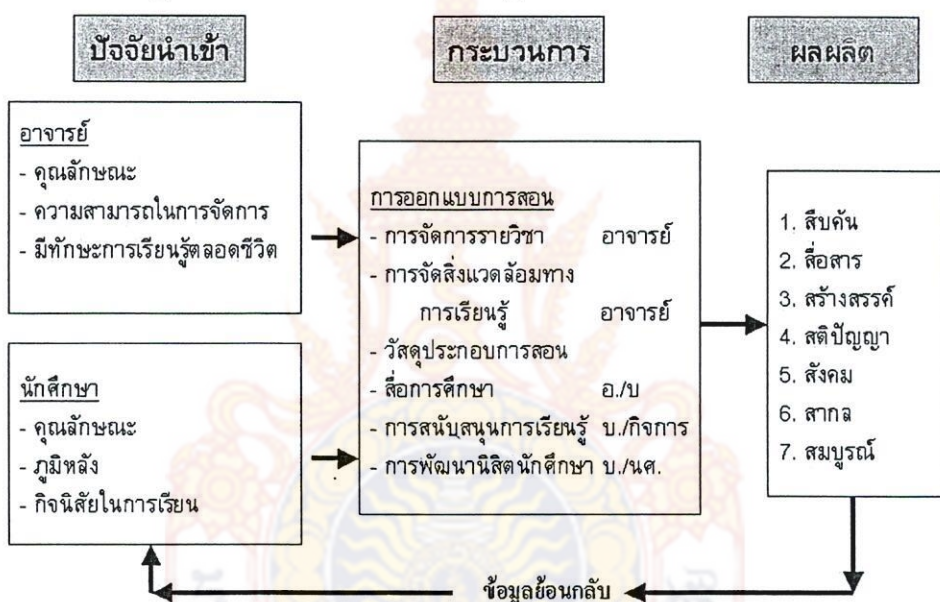 ปัจจัยนำเข้า
กระบวนการ
ผลผลิต
อาจารย์
- คุณลักษณะ
- ความสามารถในการจัดการ
- มีทักษะการเรียนรู้ตลอดชีวิต
นักศึกษา
- คุณลักษณะ
- ภูมิหลัง
- กิจนิสัยในการเรียน
การออกแบบการสอน
- การจัดการรายวิชา อาจารย์
- การจัดสิ่งแวดล้อมทาง
การเรียนรู้ อาจารย์
- วัสดุประกอบการสอน
- สื่อการศึกษา อ./บ
- การสนับสนุนการเรียนรู้ บ./กิจการ
- การพัฒนานิสิตนักศึกษา บ./นศ.
1. สืบค้น
2. สื่อสาร
3. สร้างสรรค์
4. สติปัญญา
5. สังคม
6. สากล
7. สมบูรณ์
ข้อมูลย้อนกลับ